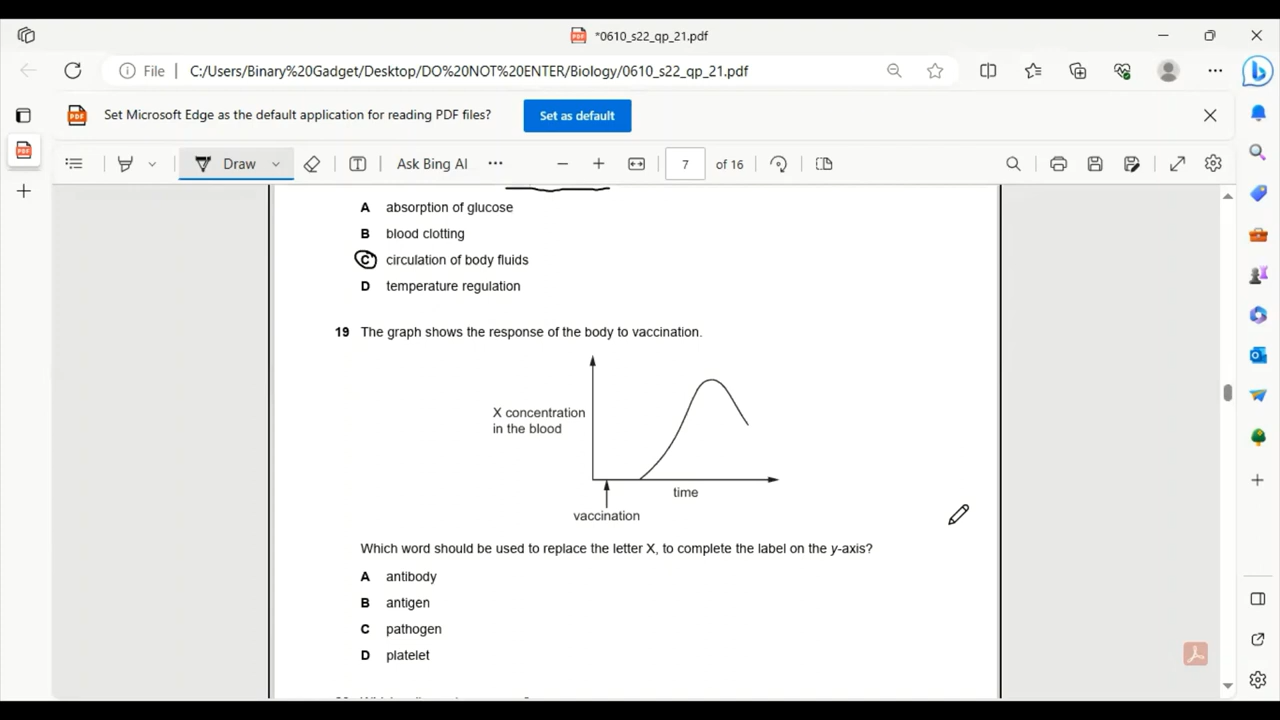 *0610_s22_qp_21.pdf
File C:/Users/Binary%20Gadget/Desktop/DO%20NOT%20ENTER/Biology/0610_s22_qp_21.pdf
Set Microsoft Edge as the default application for reading PDF files? Set as default
Draw Ask Bing AI 7 of 16
A absorption of glucose
B blood clotting
C circulation of body fluids
D temperature regulation
19 The graph shows the response of the body to vaccination.
X concentration
in the blood
time
vaccination
Which word should be used to replace the letter X, to complete the label on the y-axis?
A antibody
B antigen
C pathogen
D platelet